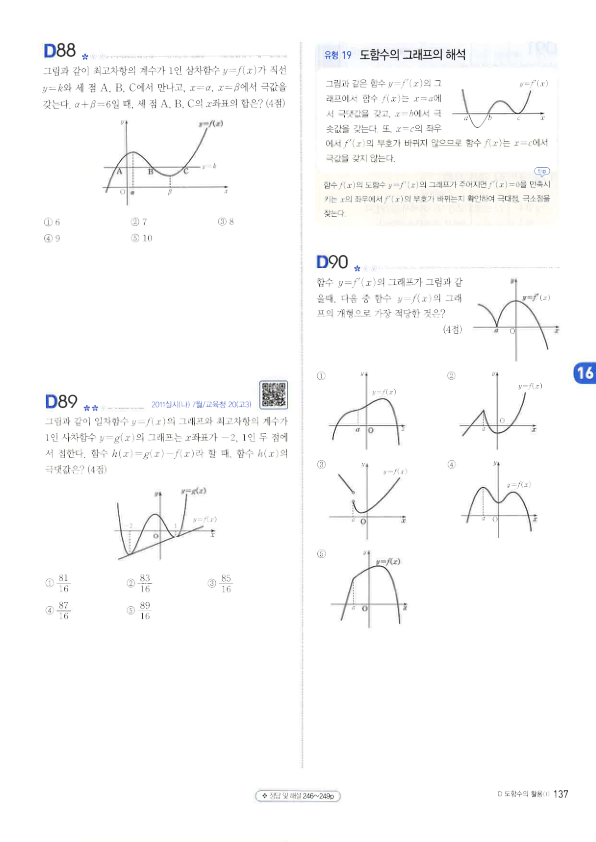 D88
그림과 같이 최고차항의 계수가 1인 삼차함수 y=f(x)가 직선
y=k와 세 점 A, B, C에서 만나고, x=α, x=β에서 극값을
갖는다. α+β=6일 때, 세 점 A, B, C의 x좌표의 합은? (4점)
y
y=f(x)
A B C y=k
O α β x
① 6 ② 7 ③ 8
④ 9 ⑤ 10
D89
2011실시(나) 7월/교육청 20(고3)
그림과 같이 일차함수 y=f(x)의 그래프와 최고차항의 계수가
1인 사차함수 y=g(x)의 그래프는 x좌표가 -2, 1인 두 점에
서 접한다. 함수 h(x)=g(x)-f(x)라 할 때, 함수 h(x)의
극댓값은? (4점)
y y=g(x)
y=f(x)
-2 O 1 x
① 81/16 ② 83/16 ③ 85/16
④ 87/16 ⑤ 89/16
유형 19 도함수의 그래프의 해석
그림과 같은 함수 y=f'(x)의 그
래프에서 함수 f(x)는 x=a에
서 극댓값을 갖고, x=b에서 극
솟값을 갖는다. 또, x=c의 좌우
에서 f'(x)의 부호가 바뀌지 않으므로 함수 f(x)는 x=c에서
극값을 갖지 않는다.
y=f'(x)
a b c x
함수 f(x)의 도함수 y=f'(x)의 그래프가 주어지면 f'(x)=0을 만족시
키는 x의 좌우에서 f'(x)의 부호가 바뀌는지 확인하여 극대점, 극소점을
찾는다.
D90
함수 y=f'(x)의 그래프가 그림과 같
을때, 다음 중 함수 y=f(x)의 그래
프의 개형으로 가장 적당한 것은?
(4점)
y
y=f'(x)
a O x
① y y=f(x) a O x
② y y=f(x) a O x
③ y y=f(x) a O x
④ y y=f(x) a O x
⑤ y y=f(x) a O x
16
정답 및 해설 246~249p
D 도함수의 활용(1) 137